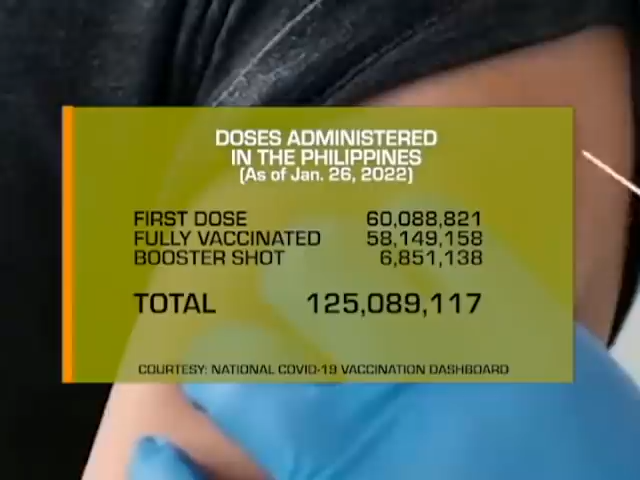 DOSES ADMINISTERED
IN THE PHILIPPINES
(As of Jan. 26, 2022)
FIRST DOSE 60,088,821
FULLY VACCINATED 58,149,158
BOOSTER SHOT 6,851,138
TOTAL 125,089,117
COURTESY: NATIONAL COVID-19 VACCINATION DASHBOARD